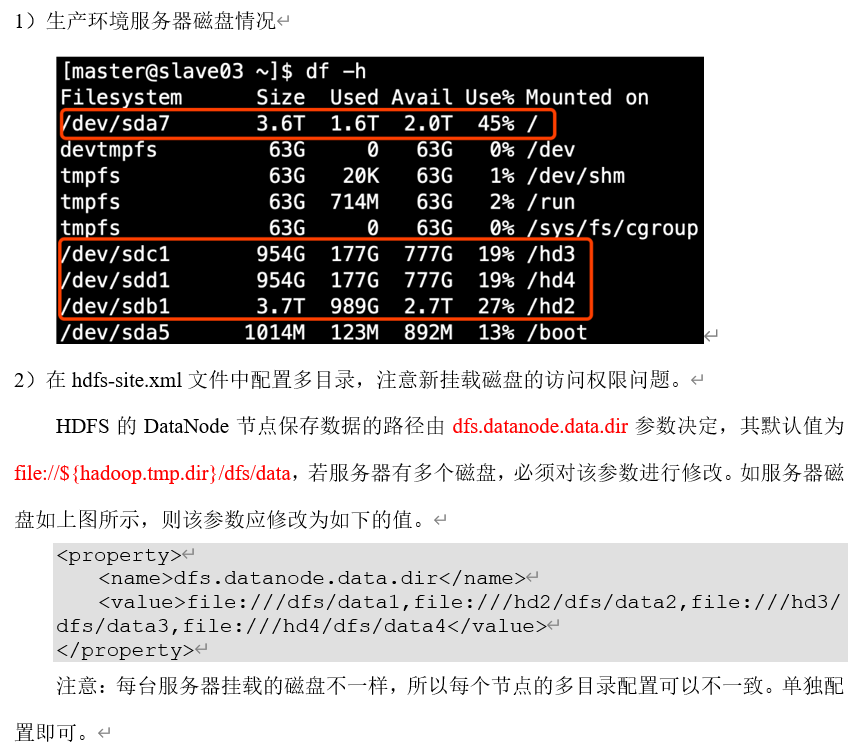 1）生产环境服务器磁盘情况↵
[master@slave03 ~]$ df -h
Filesystem      Size  Used Avail Use% Mounted on
/dev/sda7       3.6T  1.6T  2.0T  45% /
devtmpfs         63G     0   63G   0% /dev
tmpfs            63G   20K   63G   1% /dev/shm
tmpfs            63G  714M   63G   2% /run
tmpfs            63G     0   63G   0% /sys/fs/cgroup
/dev/sdc1       954G  177G  777G  19% /hd3
/dev/sdd1       954G  177G  777G  19% /hd4
/dev/sdb1       3.7T  989G  2.7T  27% /hd2
/dev/sda5      1014M  123M  892M  13% /boot
↵
2）在 hdfs-site.xml 文件中配置多目录，注意新挂载磁盘的访问权限问题。↵
HDFS 的 DataNode 节点保存数据的路径由 dfs.datanode.data.dir 参数决定，其默认值为
file://${hadoop.tmp.dir}/dfs/data，若服务器有多个磁盘，必须对该参数进行修改。如服务器磁
盘如上图所示，则该参数应修改为如下的值。↵
<property>↵
<name>dfs.datanode.data.dir</name>↵
<value>file:///dfs/data1,file:///hd2/dfs/data2,file:///hd3/
dfs/data3,file:///hd4/dfs/data4</value>↵
</property>↵
注意：每台服务器挂载的磁盘不一样，所以每个节点的多目录配置可以不一致。单独配
置即可。↵